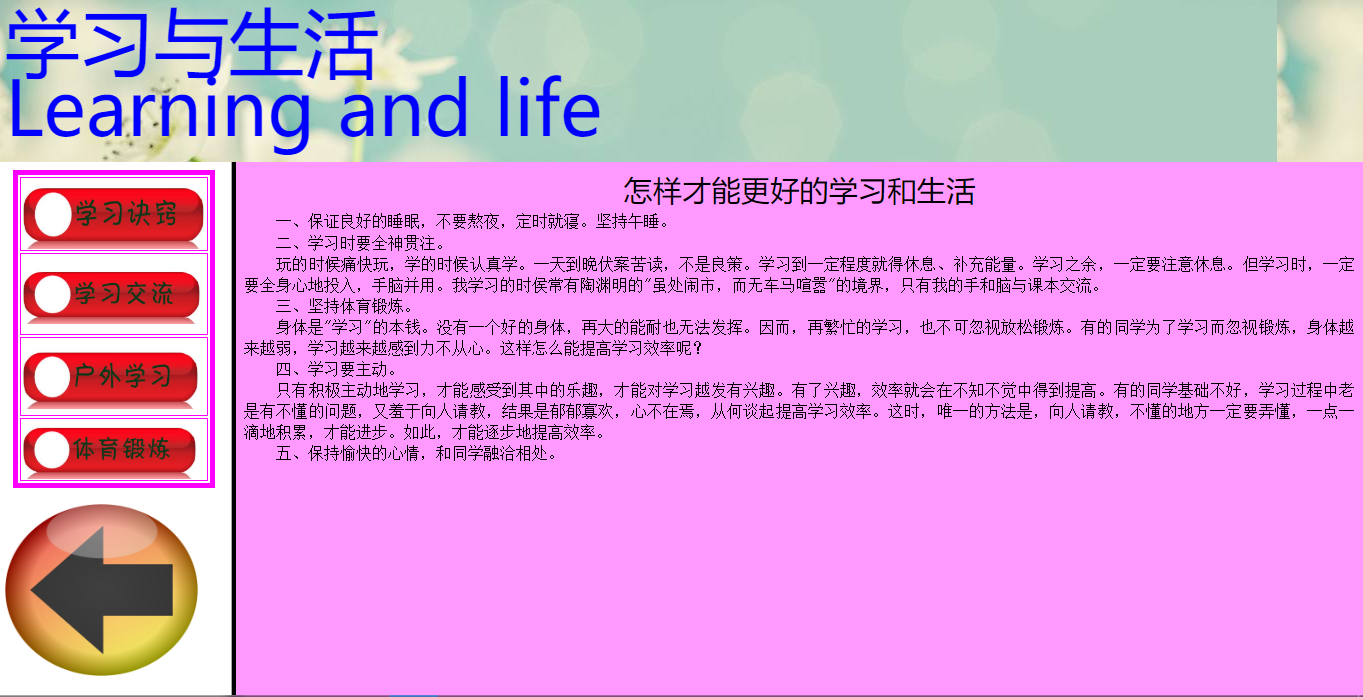 学习与生活
Learning and life
学习诀窍
学习交流
户外学习
体育锻炼
怎样才能更好的学习和生活
一、保证良好的睡眠，不要熬夜，定时就寝。坚持午睡。
二、学习时要全神贯注。
玩的时候痛快玩，学的时候认真学。一天到晚伏案苦读，不是良策。学习到一定程度就得休息、补充能量。学习之余，一定要注意休息。但学习时，一定
要全身心地投入，手脑并用。我学习的时侯常有陶渊明的"虽处闹市，而无车马喧嚣"的境界，只有我的手和脑与课本交流。
三、坚持体育锻炼。
身体是"学习"的本钱。没有一个好的身体，再大的能耐也无法发挥。因而，再繁忙的学习，也不可忽视放松锻炼。有的同学为了学习而忽视锻炼，身体越
来越弱，学习越来越感到力不从心。这样怎么能提高学习效率呢？
四、学习要主动。
只有积极主动地学习，才能感受到其中的乐趣，才能对学习越发有兴趣。有了兴趣，效率就会在不知不觉中得到提高。有的同学基础不好，学习过程中老
是有不懂的问题，又羞于向人请教，结果是郁郁寡欢，心不在焉，从何谈起提高学习效率。这时，唯一的方法是，向人请教，不懂的地方一定要弄懂，一点一
滴地积累，才能进步。如此，才能逐步地提高效率。
五、保持愉快的心情，和同学融洽相处。